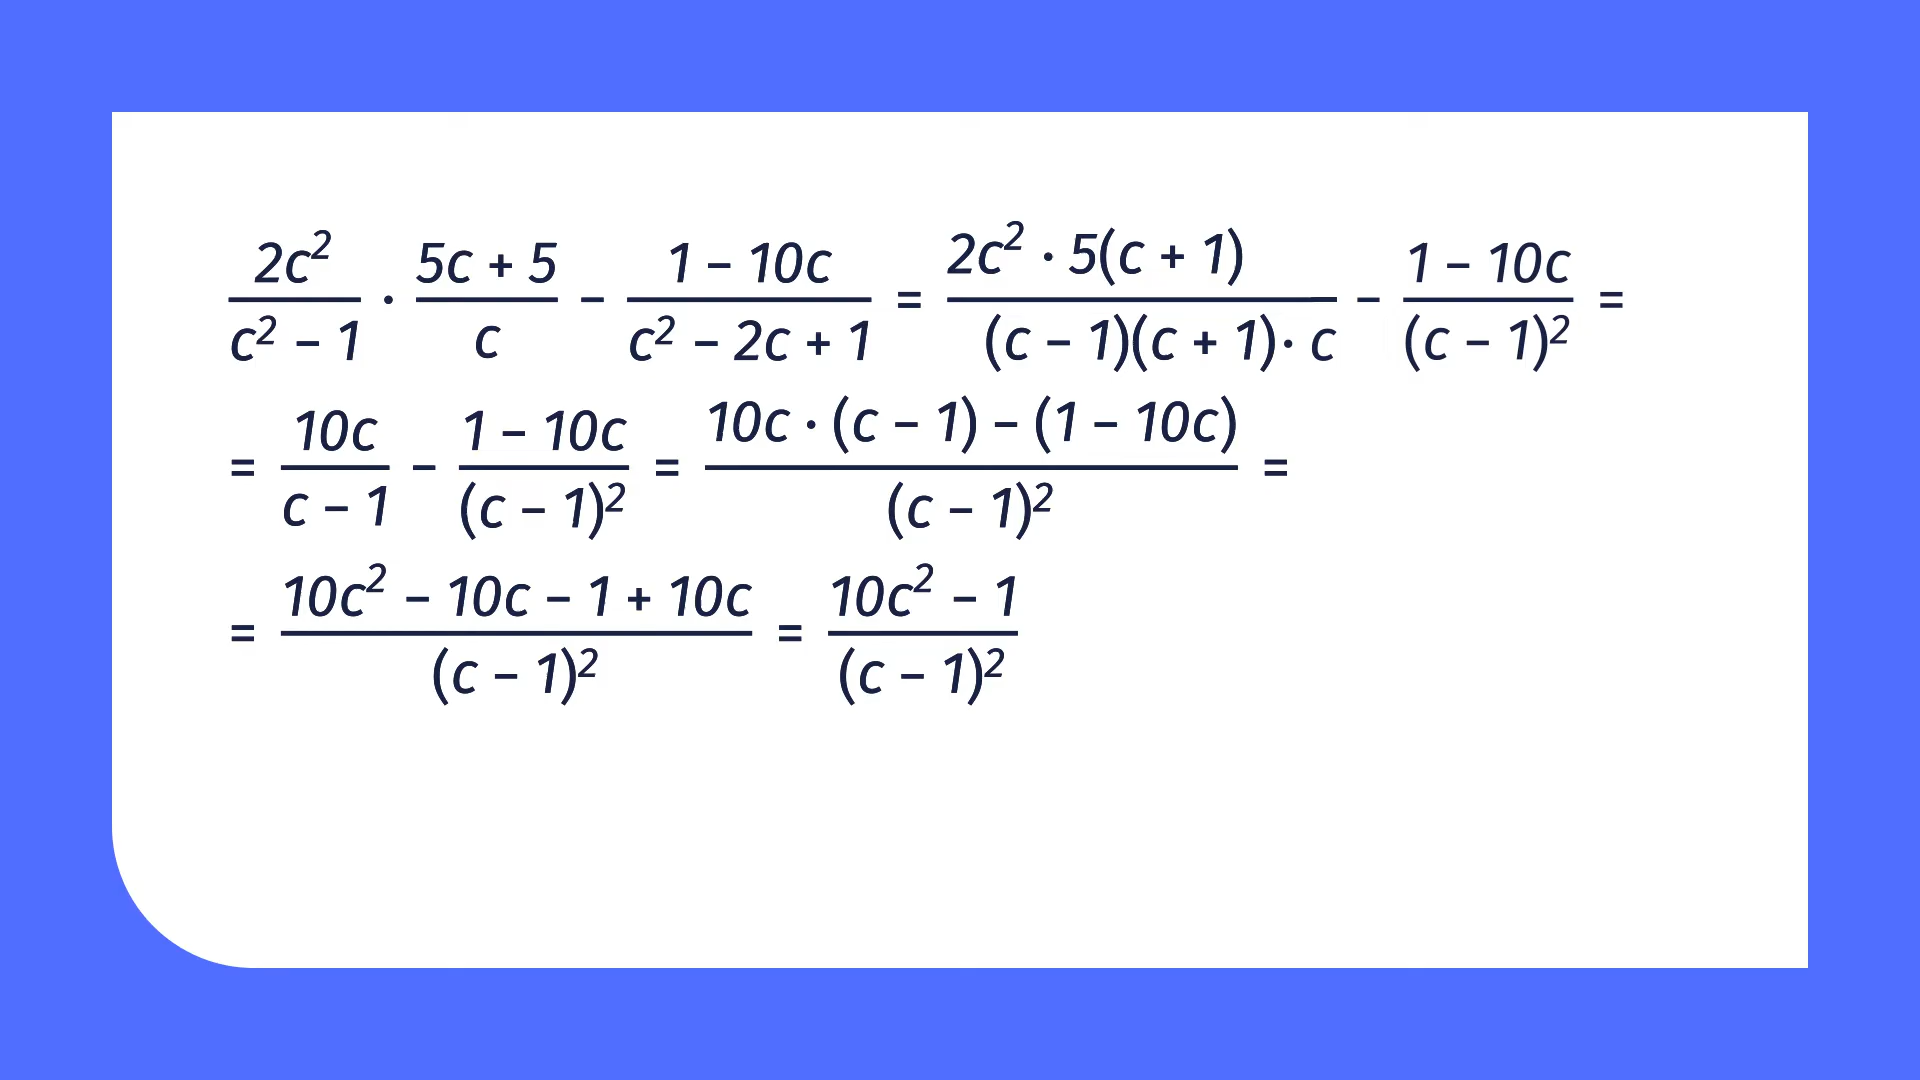 2c²/(c² – 1) · (5c + 5)/c – (1 – 10c)/(c² – 2c + 1) = (2c² · 5(c + 1))/((c – 1)(c + 1) · c) – (1 – 10c)/(c – 1)² =
= 10c/(c – 1) – (1 – 10c)/(c – 1)² = (10c · (c – 1) – (1 – 10c))/(c – 1)² =
= (10c² – 10c – 1 + 10c)/(c – 1)² = (10c² – 1)/(c – 1)²